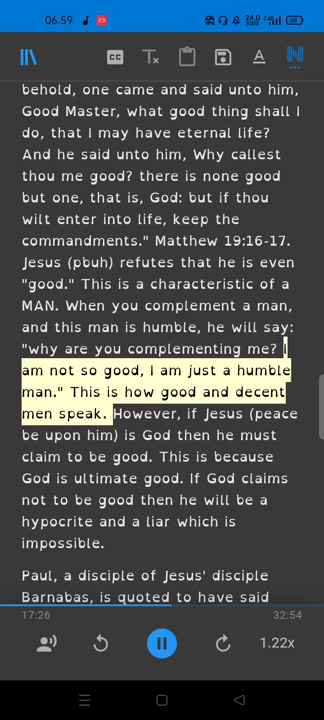 06.59
24.0
KB/S
60
CC
T
A
N
behold, one came and said unto him,
Good Master, what good thing shall I
do, that I may have eternal life?
And he said unto him, Why callest
thou me good? there is none good
but one, that is, God: but if thou
wilt enter into life, keep the
commandments." Matthew 19:16-17.
Jesus (pbuh) refutes that he is even
"good." This is a characteristic of a
MAN. When you complement a man,
and this man is humble, he will say:
"why are you complementing me? I
am not so good, I am just a humble
man." This is how good and decent
men speak. However, if Jesus (peace
be upon him) is God then he must
claim to be good. This is because
God is ultimate good. If God claims
not to be good then he will be a
hypocrite and a liar which is
impossible.
Paul, a disciple of Jesus' disciple
Barnabas, is quoted to have said
17:26 32:54
1.22x